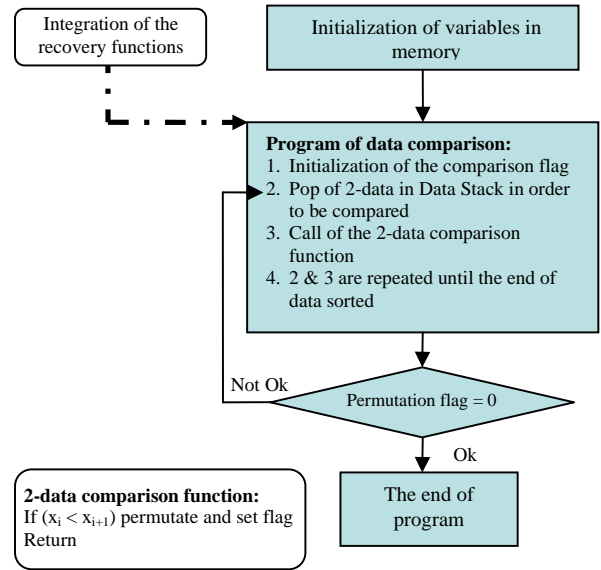 Integration of the
recovery functions
Initialization of variables in
memory
Program of data comparison:
1. Initialization of the comparison flag
2. Pop of 2-data in Data Stack in order
to be compared
3. Call of the 2-data comparison
function
4. 2 & 3 are repeated until the end of
data sorted
Not Ok
Permutation flag = 0
Ok
The end of
program
2-data comparison function:
If (xᵢ < xᵢ₊₁) permutate and set flag
Return